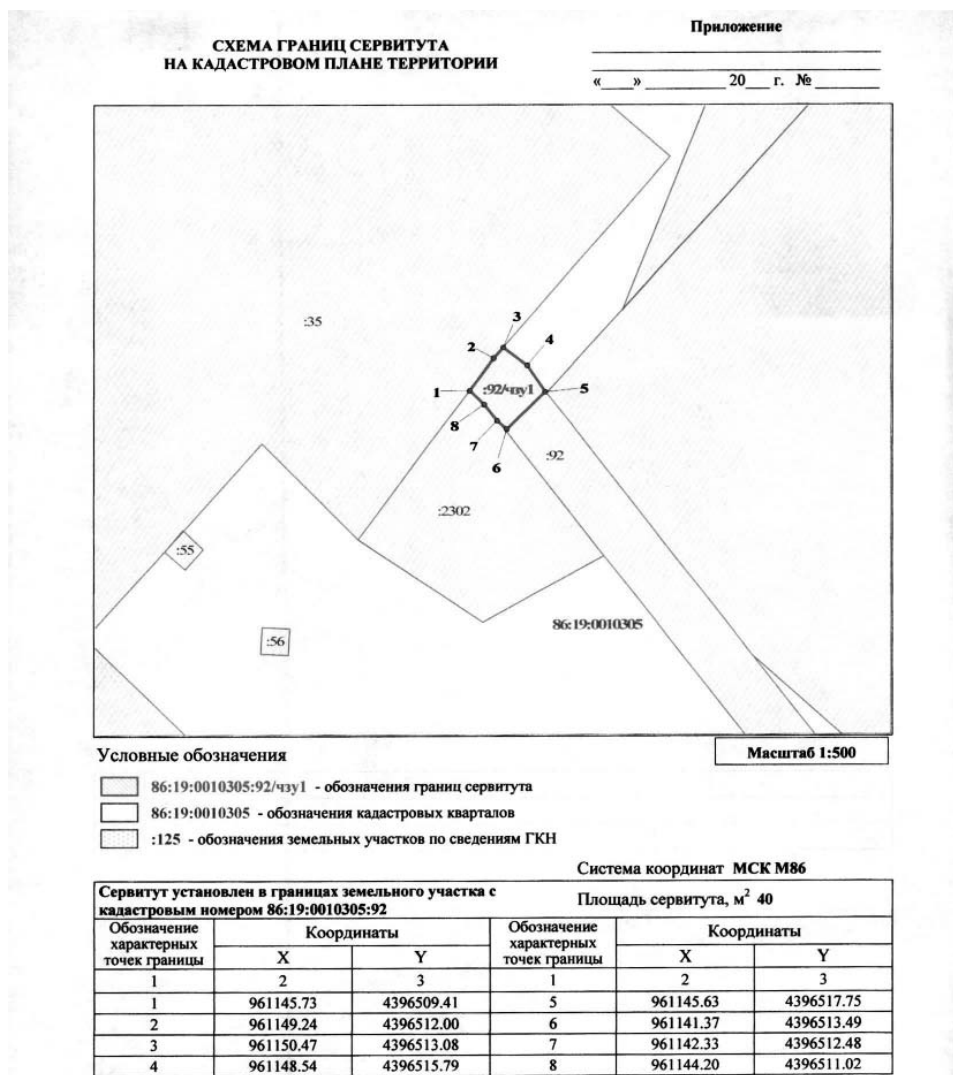 Приложение
СХЕМА ГРАНИЦ СЕРВИТУТА
НА КАДАСТРОВОМ ПЛАНЕ ТЕРРИТОРИИ
«___» ________ 20__ г. № ______
:35
3
2
4
1
:92/чзу1
5
8
7
6
:92
:2302
:55
86:19:0010305
:56
Условные обозначения
Масштаб 1:500
86:19:0010305:92/чзу1 - обозначения границ сервитута
86:19:0010305 - обозначения кадастровых кварталов
:125 - обозначения земельных участков по сведениям ГКН
Система координат МСК М86
Сервитут установлен в границах земельного участка с
кадастровым номером 86:19:0010305:92
Площадь сервитута, м² 40
Обозначение
характерных
точек границы
Координаты
X Y
Обозначение
характерных
точек границы
Координаты
X Y
1 2 3 1 2 3
1 961145.73 4396509.41 5 961145.63 4396517.75
2 961149.24 4396512.00 6 961141.37 4396513.49
3 961150.47 4396513.08 7 961142.33 4396512.48
4 961148.54 4396515.79 8 961144.20 4396511.02